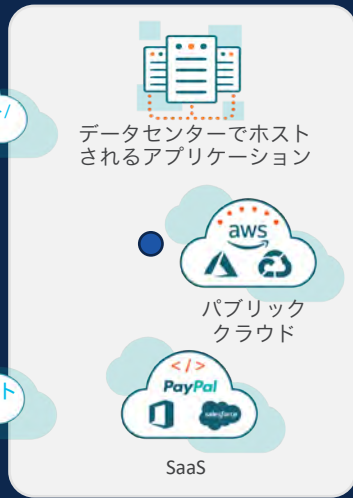 データセンターでホスト
されるアプリケーション
/
aws
パブリック
クラウド
</>
PayPal
ト
salesforce
SaaS